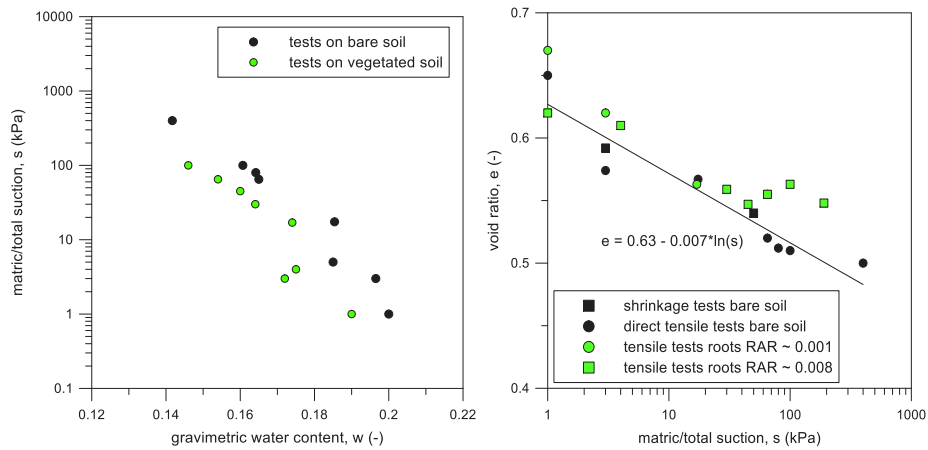 10000
1000
100
10
1
0.1
matric/total suction, s (kPa)
tests on bare soil
tests on vegetated soil
0.12
0.14
0.16
0.18
0.2
0.22
gravimetric water content, w (-)
0.7
0.6
0.5
0.4
void ratio, e (-)
e = 0.63 - 0.007*ln(s)
shrinkage tests bare soil
direct tensile tests bare soil
tensile tests roots RAR ~ 0.001
tensile tests roots RAR ~ 0.008
1
10
100
1000
matric/total suction, s (kPa)